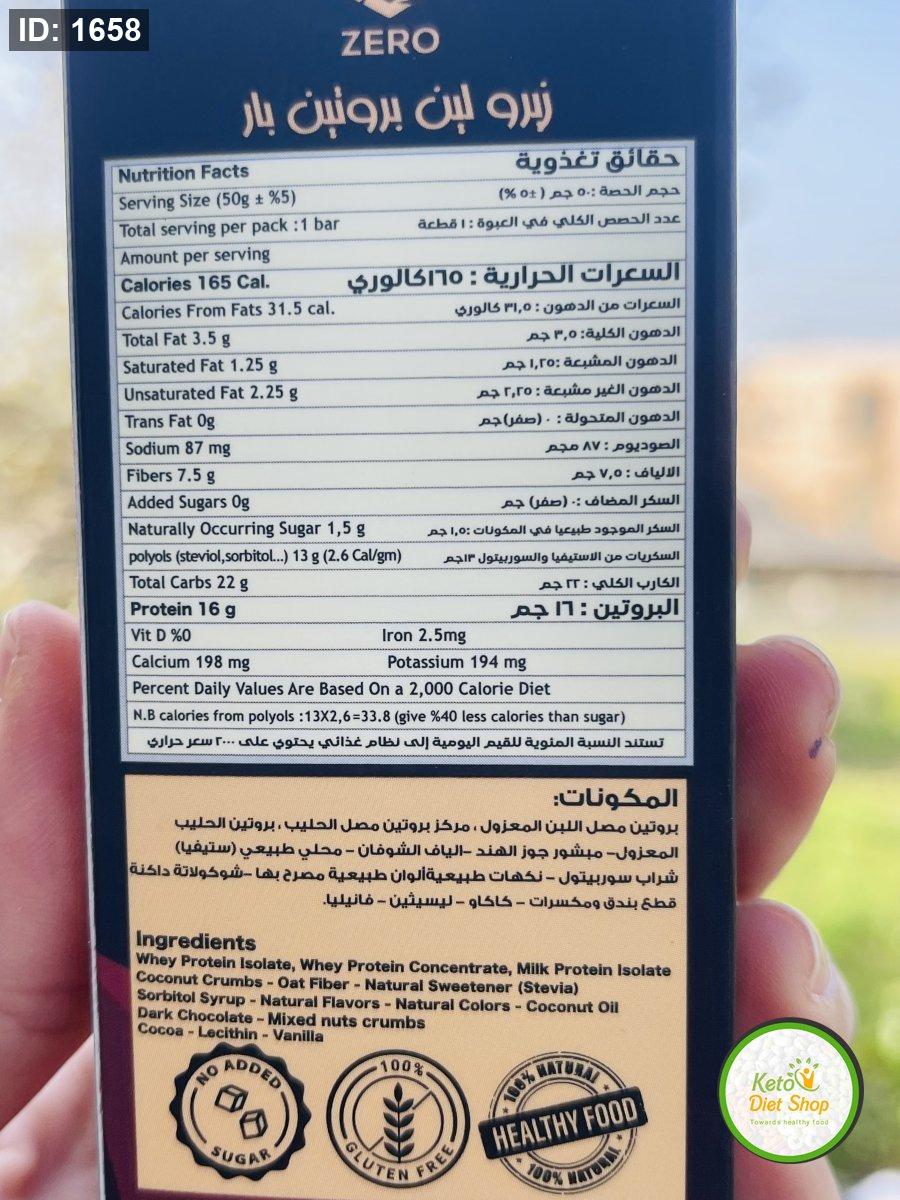 ID: 1658
ZERO
زيرو لين بروتين بار
Nutrition Facts حقائق تغذوية
Serving Size (50g ± %5) حجم الحصة :٥٠ جم ( ±٥ %)
Total serving per pack :1 bar عدد الحصص الكلي في العبوة : ١ قطعة
Amount per serving
Calories 165 Cal. السعرات الحرارية : ١٦٥كالوري
Calories From Fats 31.5 cal. السعرات من الدهون : ٣١,٥ كالوري
Total Fat 3.5 g الدهون الكلية: ٣,٥ جم
Saturated Fat 1.25 g الدهون المشبعة :١,٢٥ جم
Unsaturated Fat 2.25 g الدهون الغير مشبعة : ٢,٢٥ جم
Trans Fat 0g الدهون المتحولة : ٠ (صفر)جم
Sodium 87 mg الصوديوم : ٨٧ مجم
Fibers 7.5 g الالياف : ٧,٥ جم
Added Sugars 0g السكر المضاف :٠ (صفر) جم
Naturally Occurring Sugar 1,5 g السكر الموجود طبيعيا في المكونات :١,٥ جم
polyols (steviol,sorbitol...) 13 g (2.6 Cal/gm) السكريات من الاستيفيا والسوربيتول ١٣جم
Total Carbs 22 g الكارب الكلي : ٢٢ جم
Protein 16 g البروتين : ١٦ جم
Vit D %0 Iron 2.5mg
Calcium 198 mg Potassium 194 mg
Percent Daily Values Are Based On a 2,000 Calorie Diet
N.B calories from polyols :13X2,6=33.8 (give %40 less calories than sugar)
تستند النسبة المئوية للقيم اليومية إلى نظام غذائي يحتوي على ٢٠٠٠ سعر حراري
المكونات:
بروتين مصل اللبن المعزول ، مركز بروتين مصل الحليب ، بروتين الحليب
المعزول– مبشور جوز الهند –الياف الشوفان – محلي طبيعي (ستيفيا)
شراب سوربيتول – نكهات طبيعيةألوان طبيعية مصرح بها –شوكولاتة داكنة
قطع بندق ومكسرات – كاكاو – ليسيثين – فانيليا.
Ingredients
Whey Protein Isolate, Whey Protein Concentrate, Milk Protein Isolate
Coconut Crumbs - Oat Fiber - Natural Sweetener (Stevia)
Sorbitol Syrup - Natural Flavors - Natural Colors - Coconut Oil
Dark Chocolate - Mixed nuts crumbs
Cocoa - Lecithin - Vanilla
NO ADDED
SUGAR
100%
GLUTEN FREE
100% NATURAL
HEALTHY FOOD
100% NATURAL
Keto
Diet Shop
Towards healthy food